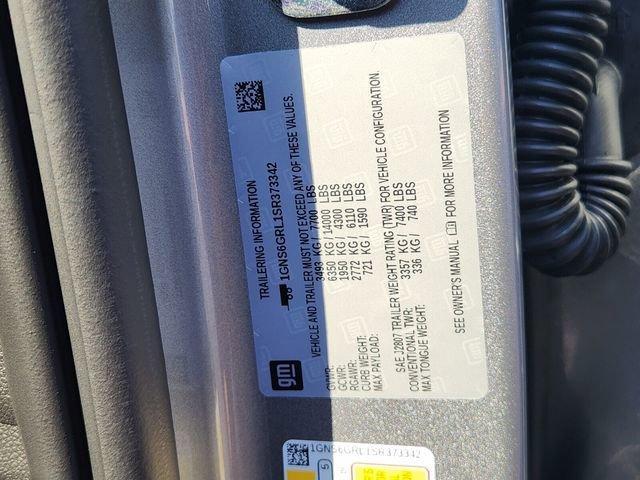 TRAILERING INFORMATION
1GNS6GRL1SR373342
VEHICLE AND TRAILER MUST NOT EXCEED ANY OF THESE VALUES.
GVWR: 3493 KG / 7700 LBS
GCWR: 6350 KG / 14000 LBS
RGAWR: 1950 KG / 4300 LBS
CURB WEIGHT: 2772 KG / 6110 LBS
MAX PAYLOAD: 721 KG / 1590 LBS
SAE J2807 TRAILER WEIGHT RATING (TWR) FOR VEHICLE CONFIGURATION.
CONVENTIONAL TWR: 3357 KG / 7400 LBS
MAX TONGUE WEIGHT: 336 KG / 740 LBS
SEE OWNER'S MANUAL FOR MORE INFORMATION
gm
1GNS6GRL1SR373342
5